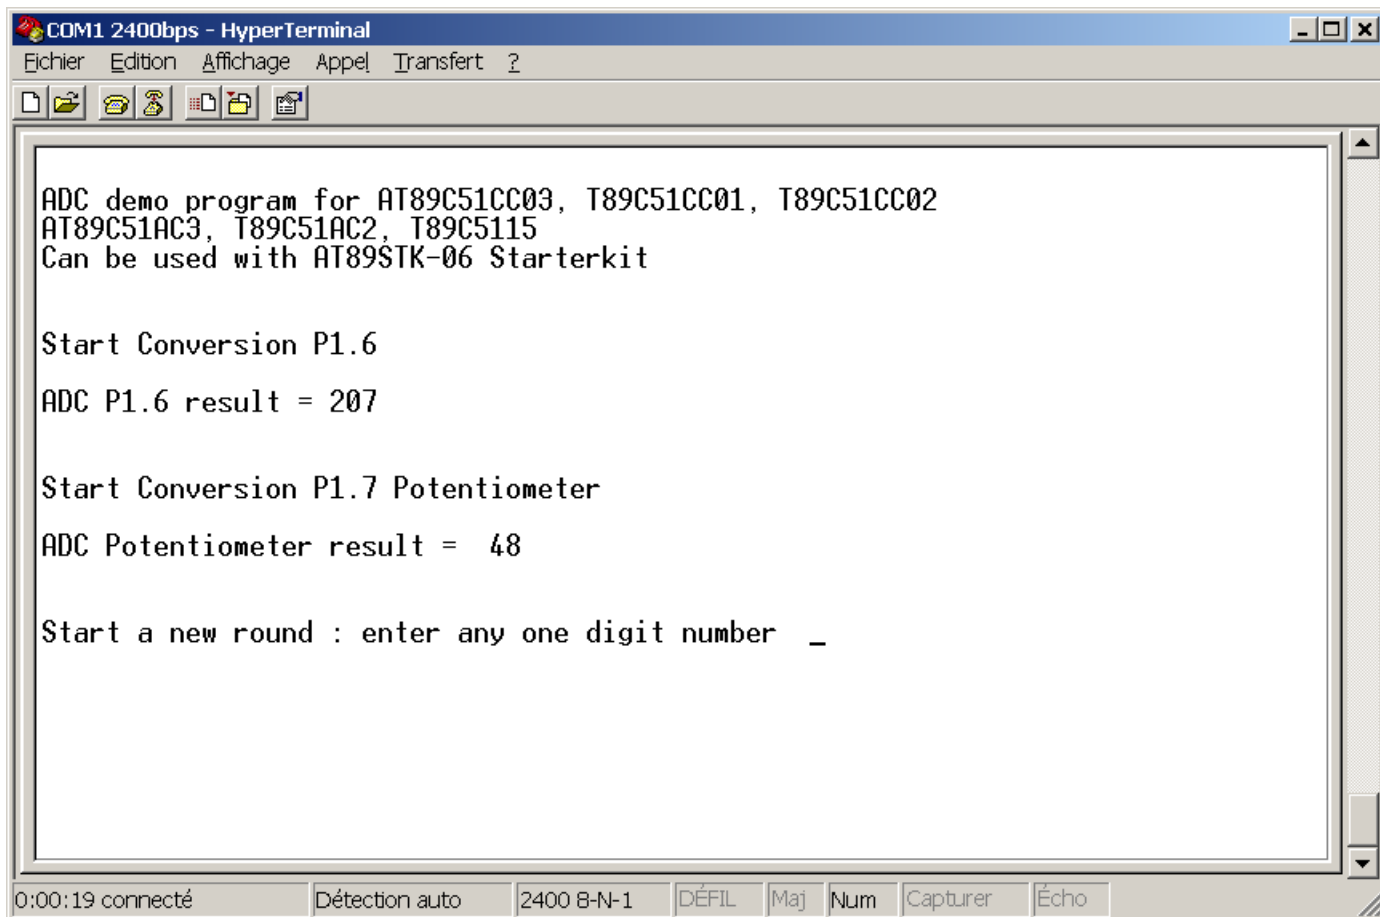 COM1 2400bps - HyperTerminal
Fichier Edition Affichage Appel Transfert ?
ADC demo program for AT89C51CC03, T89C51CC01, T89C51CC02
AT89C51AC3, T89C51AC2, T89C5115
Can be used with AT89STK-06 Starterkit
Start Conversion P1.6
ADC P1.6 result = 207
Start Conversion P1.7 Potentiometer
ADC Potentiometer result =  48
Start a new round : enter any one digit number  _
0:00:19 connecté Détection auto 2400 8-N-1 DÉFIL Maj Num Capturer Écho